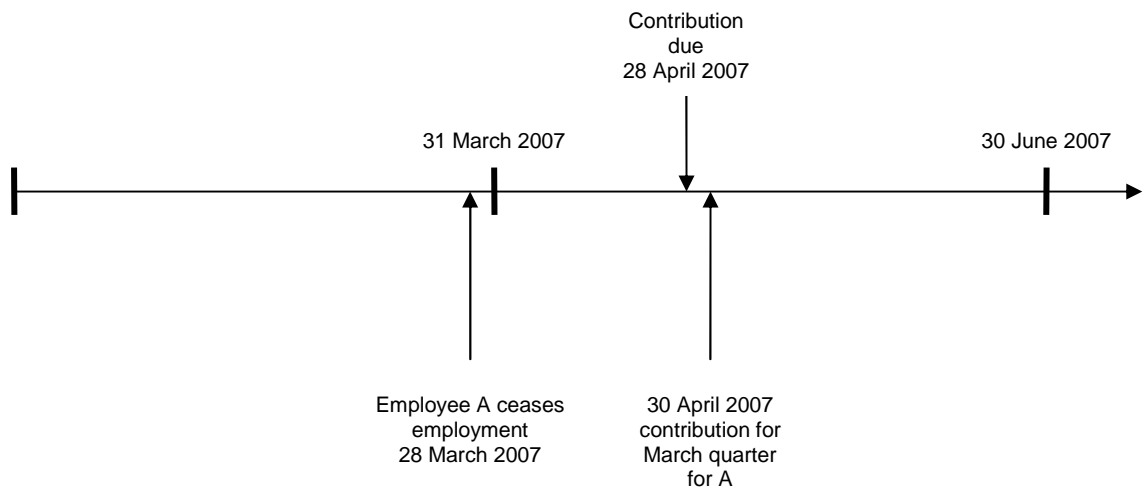 Contribution
due
28 April 2007
31 March 2007
30 June 2007
Employee A ceases
employment
28 March 2007
30 April 2007
contribution for
March quarter
for A